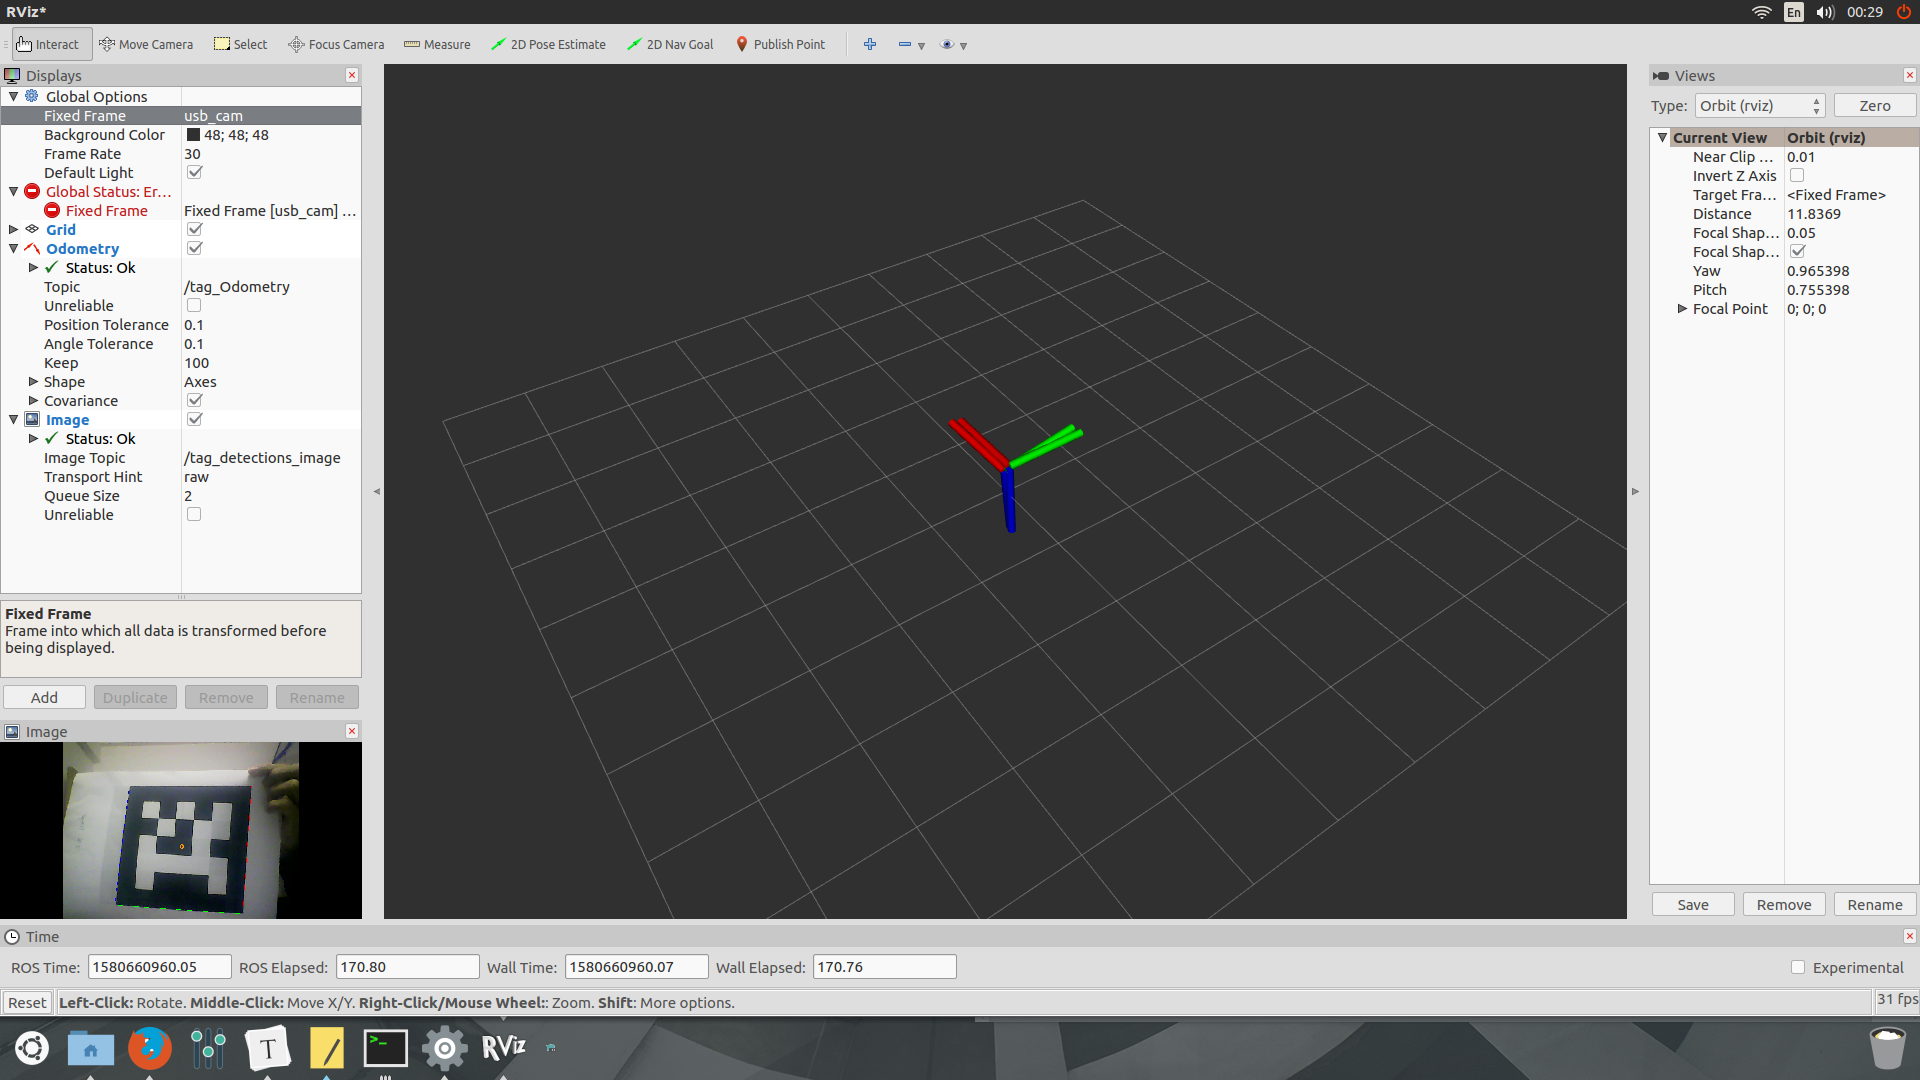 RViz*
En
00:29
Interact
Move Camera
Select
Focus Camera
Measure
2D Pose Estimate
2D Nav Goal
Publish Point
Displays
Global Options
Fixed Frame usb_cam
Background Color 48; 48; 48
Frame Rate 30
Default Light
Global Status: Er...
Fixed Frame Fixed Frame [usb_cam] ...
Grid
Odometry
Status: Ok
Topic /tag_Odometry
Unreliable
Position Tolerance 0.1
Angle Tolerance 0.1
Keep 100
Shape Axes
Covariance
Image
Status: Ok
Image Topic /tag_detections_image
Transport Hint raw
Queue Size 2
Unreliable
Fixed Frame
Frame into which all data is transformed before
being displayed.
Add Duplicate Remove Rename
Image
Views
Type: Orbit (rviz) Zero
Current View Orbit (rviz)
Near Clip ... 0.01
Invert Z Axis
Target Fra... <Fixed Frame>
Distance 11.8369
Focal Shap... 0.05
Focal Shap...
Yaw 0.965398
Pitch 0.755398
Focal Point 0; 0; 0
Save Remove Rename
Time
ROS Time: 1580660960.05 ROS Elapsed: 170.80 Wall Time: 1580660960.07 Wall Elapsed: 170.76 Experimental
Reset Left-Click: Rotate. Middle-Click: Move X/Y. Right-Click/Mouse Wheel:: Zoom. Shift: More options. 31 fps
T
>_
RViz